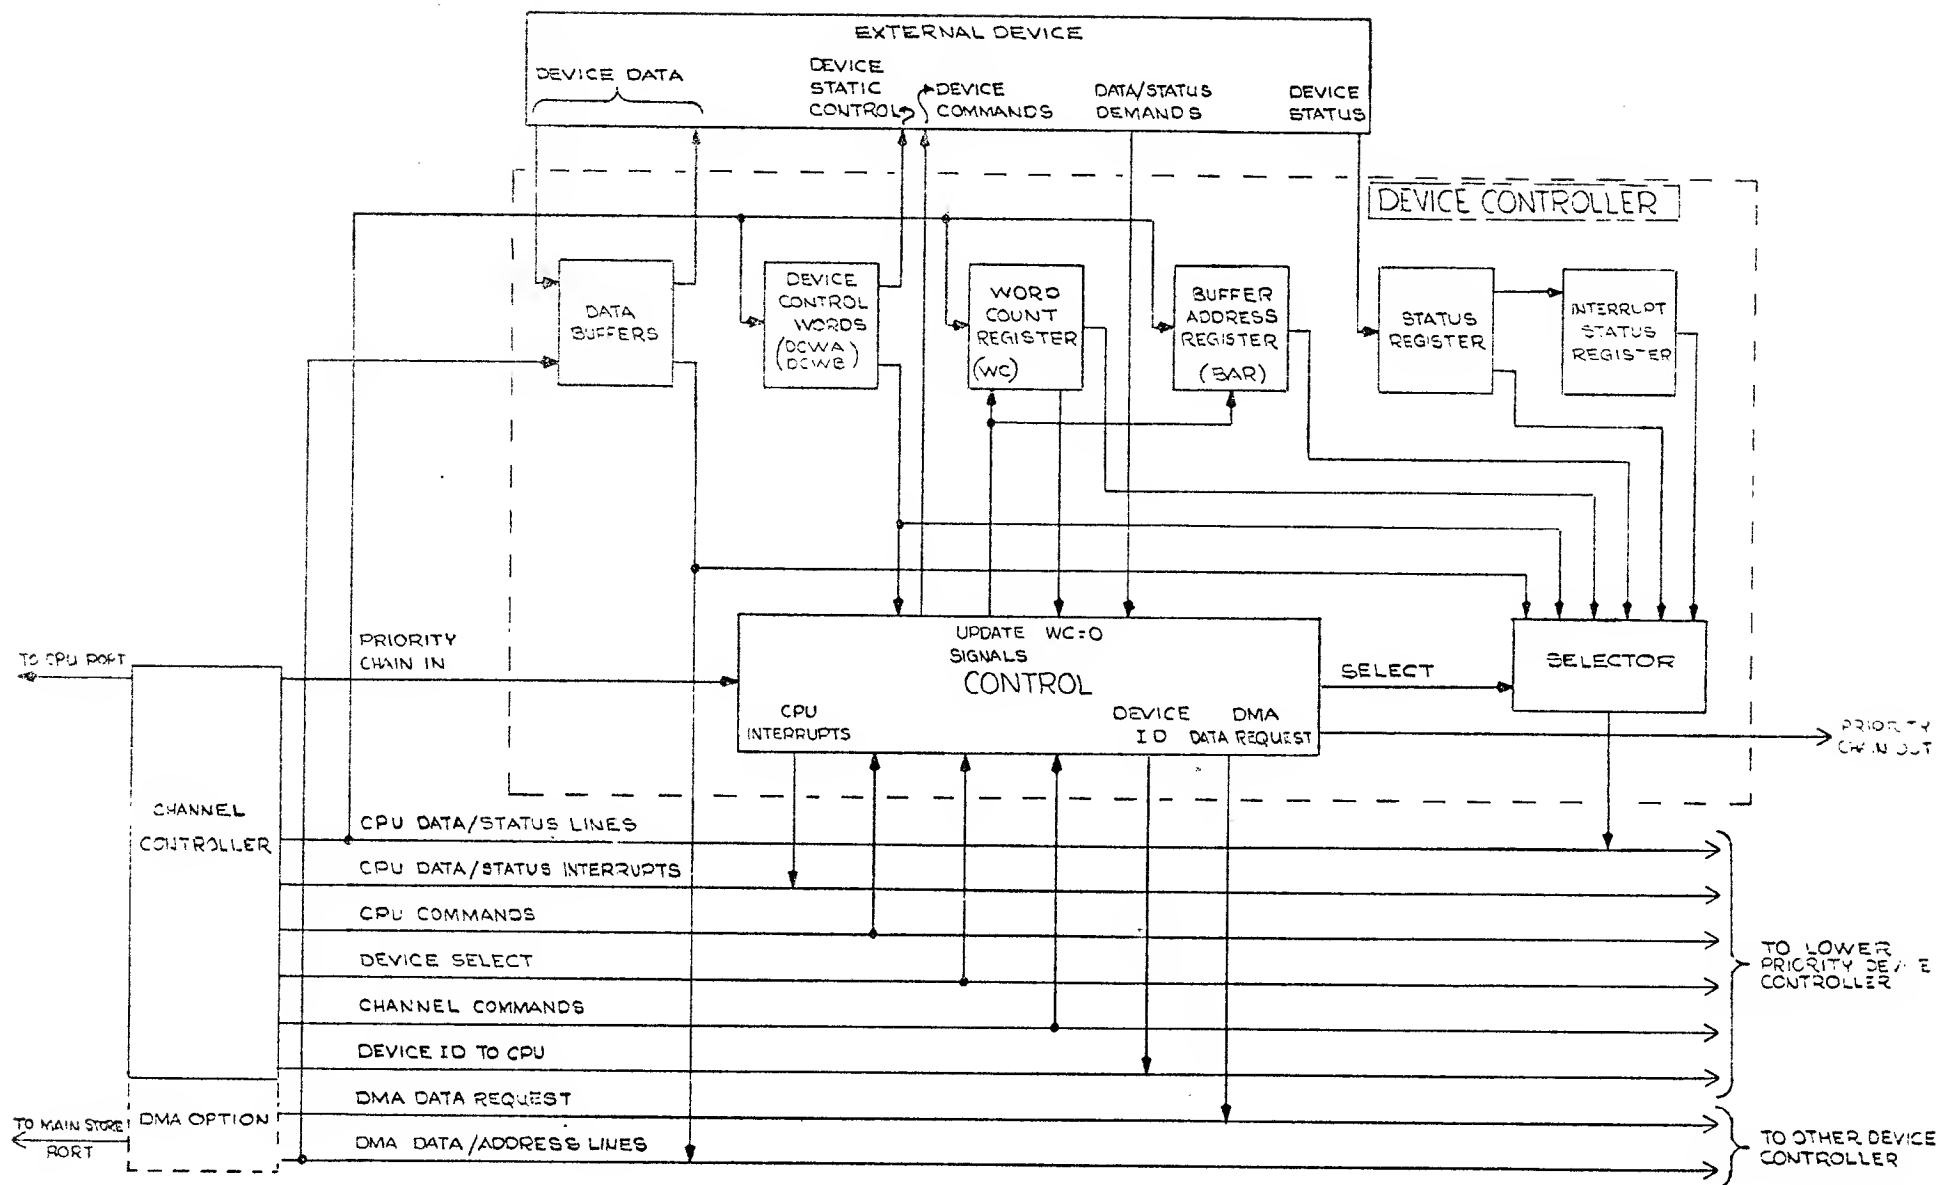 EXTERNAL DEVICE
DEVICE DATA
DEVICE
STATIC
CONTROL
DEVICE
COMMANDS
DATA/STATUS
DEMANDS
DEVICE
STATUS
DEVICE CONTROLLER
DATA
BUFFERS
DEVICE
CONTROL
WORDS
(DCWA
DCWB)
WORD
COUNT
REGISTER
(WC)
BUFFER
ADDRESS
REGISTER
(BAR)
STATUS
REGISTER
INTERRUPT
STATUS
REGISTER
PRIORITY
CHAIN IN
UPDATE
SIGNALS
WC=0
CONTROL
CPU
INTERRUPTS
DEVICE
ID
DMA
DATA REQUEST
SELECT
SELECTOR
PRIORITY
CHAIN OUT
TO CPU PORT
CHANNEL
CONTROLLER
CPU DATA/STATUS LINES
CPU DATA/STATUS INTERRUPTS
CPU COMMANDS
DEVICE SELECT
CHANNEL COMMANDS
DEVICE ID TO CPU
TO LOWER
PRIORITY DEVICE
CONTROLLER
DMA OPTION
TO MAIN STORE
PORT
DMA DATA REQUEST
DMA DATA/ADDRESS LINES
TO OTHER DEVICE
CONTROLLER